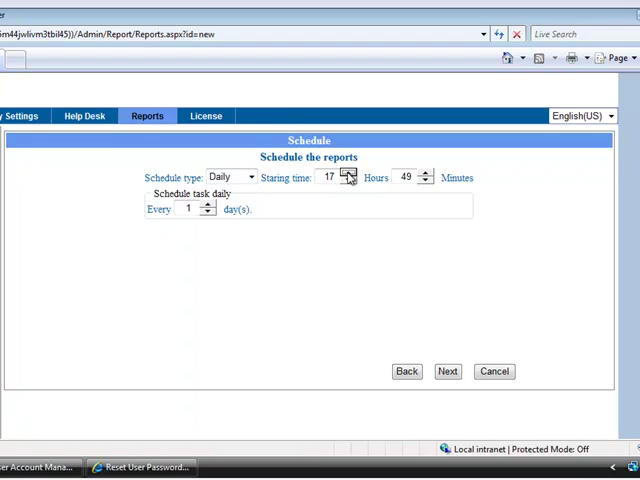 er
5m44jwlivm3tbil45))/Admin/Report/Reports.aspx?id=new
Live Search
Page
y Settings Help Desk Reports License English(US)
Schedule
Schedule the reports
Schedule type: Daily Staring time: 17 Hours 49 Minutes
Schedule task daily
Every 1 day(s).
Back Next Cancel
Local intranet | Protected Mode: Off
ser Account Mana... Reset User Password...